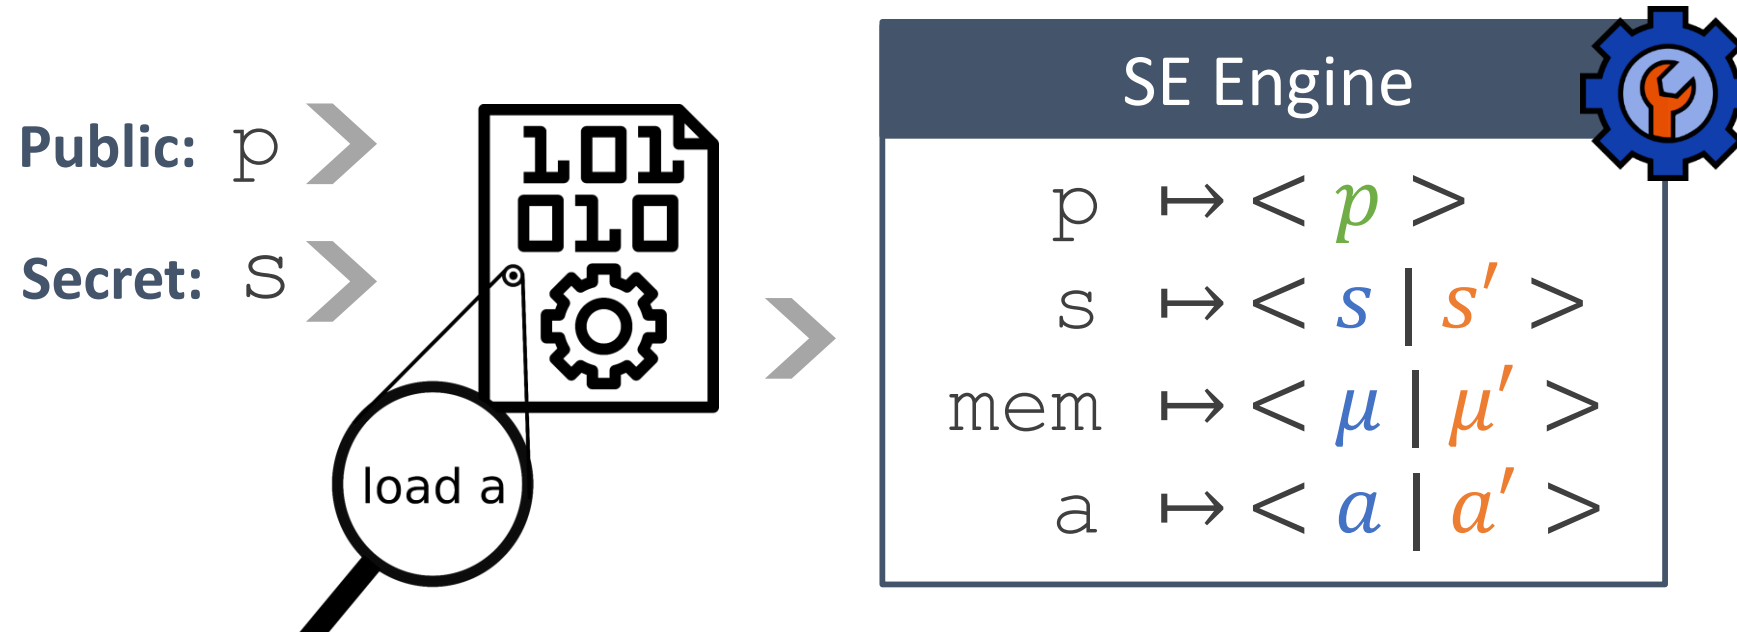 Public: p
Secret: s
101
010
load a
SE Engine
p ↦ < p >
s ↦ < s | s′ >
mem ↦ < μ | μ′ >
a ↦ < a | a′ >